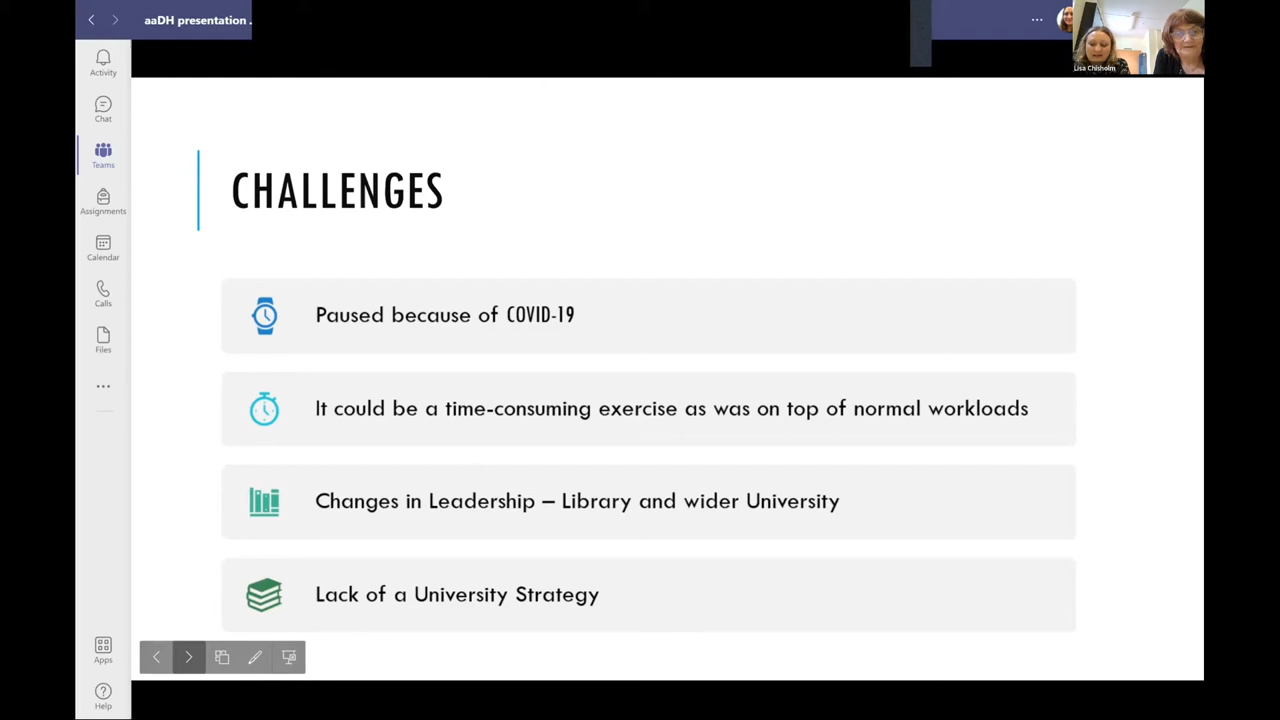 aaDH presentation .
Lisa Chisholm
Activity
Chat
Teams
Assignments
Calendar
Calls
Files
Apps
Help
CHALLENGES
Paused because of COVID-19
It could be a time-consuming exercise as was on top of normal workloads
Changes in Leadership – Library and wider University
Lack of a University Strategy